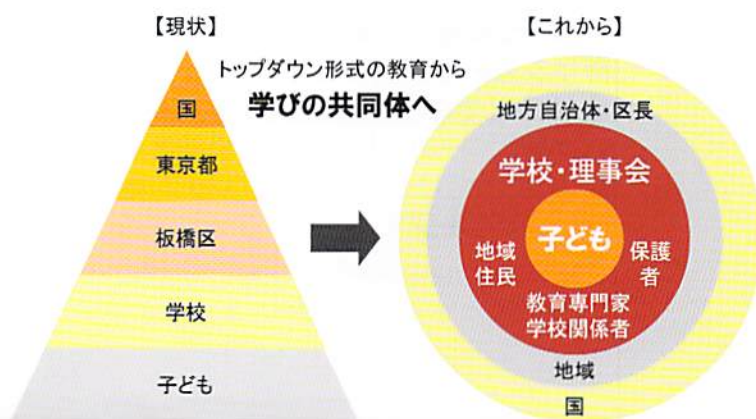 【現状】
【これから】
トップダウン形式の教育から
学びの共同体へ
国
東京都
板橋区
学校
子ども
地方自治体・区長
学校・理事会
子ども
地域
住民
保護
者
教育専門家
学校関係者
地域
国